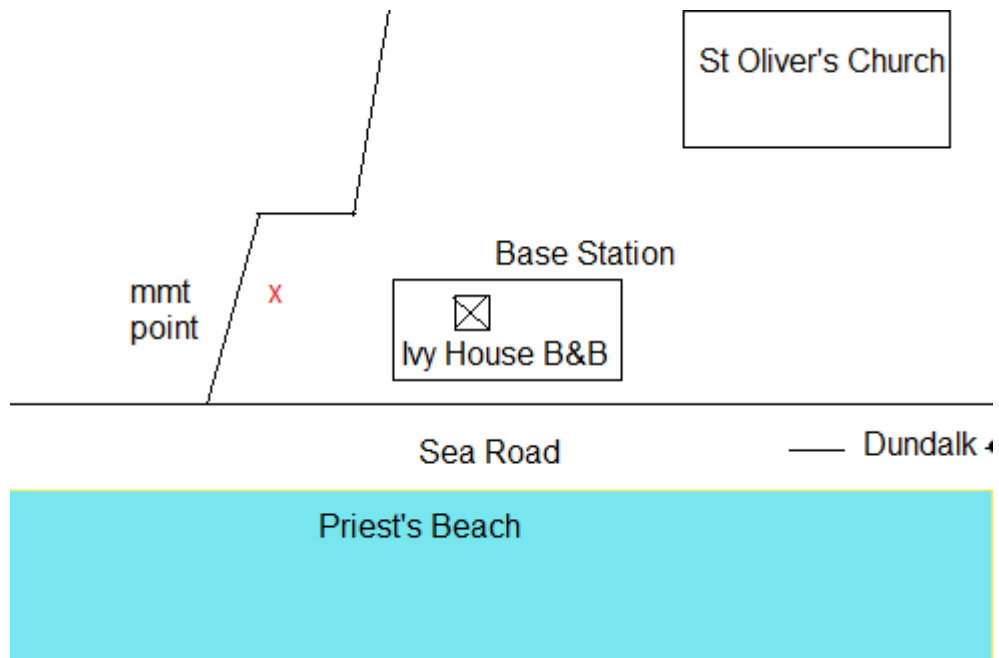 St Oliver's Church
Base Station
mmt
point
x
Ivy House B&B
Sea Road
Dundalk
Priest's Beach